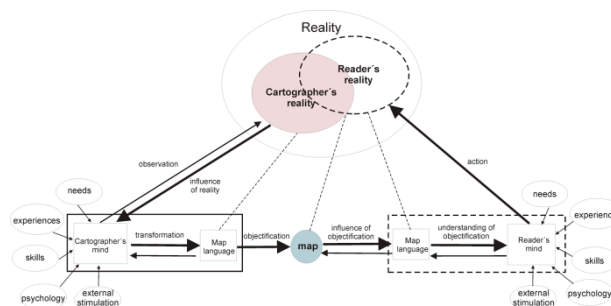 Reality
Reader´s
reality
Cartographer´s
reality
observation
influence
of reality
action
needs
experiences
skills
psychology
external
stimulation
Cartographer´s
mind
transformation
Map
language
objectification
map
influence of
objectification
Map
language
understanding of
objectification
Reader´s
mind
needs
experience
skills
psychology
external
stimulation